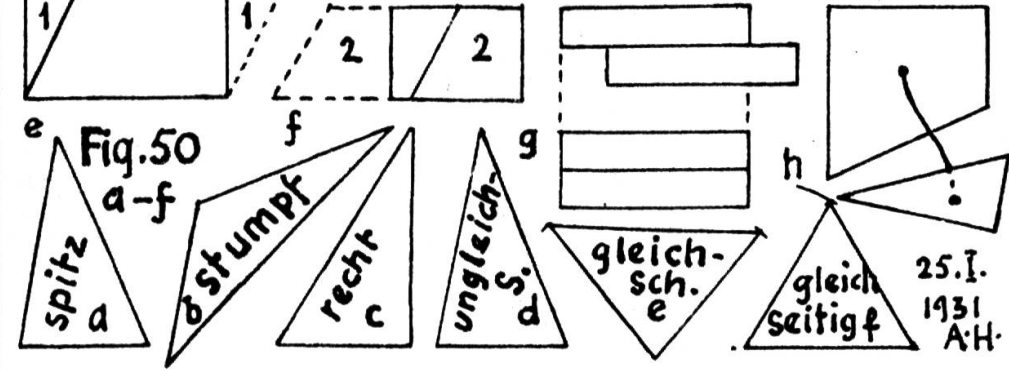 1
1
2
2
e
f
g
h
Fig. 50
a-f
spitz
a
stumpf
b
recht
c
ungleich-
s.
d
gleich-
sch.
e
gleich
seitig f
25.I.
1931
A.H.